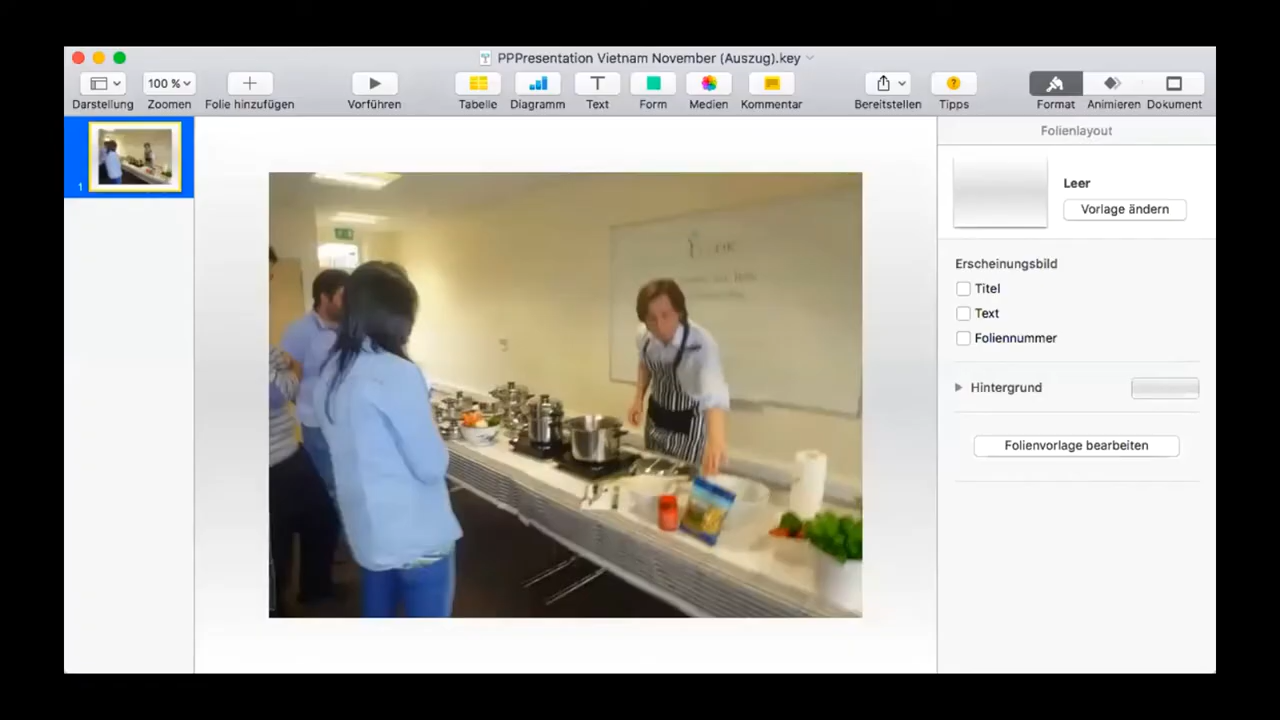 PPPresentation Vietnam November (Auszug).key
100 %
Darstellung Zoomen Folie hinzufügen Vorführen Tabelle Diagramm Text Form Medien Kommentar Bereitstellen Tipps Format Animieren Dokument
Folienlayout
1
Leer
Vorlage ändern
Erscheinungsbild
Titel
Text
Foliennummer
Hintergrund
Folienvorlage bearbeiten